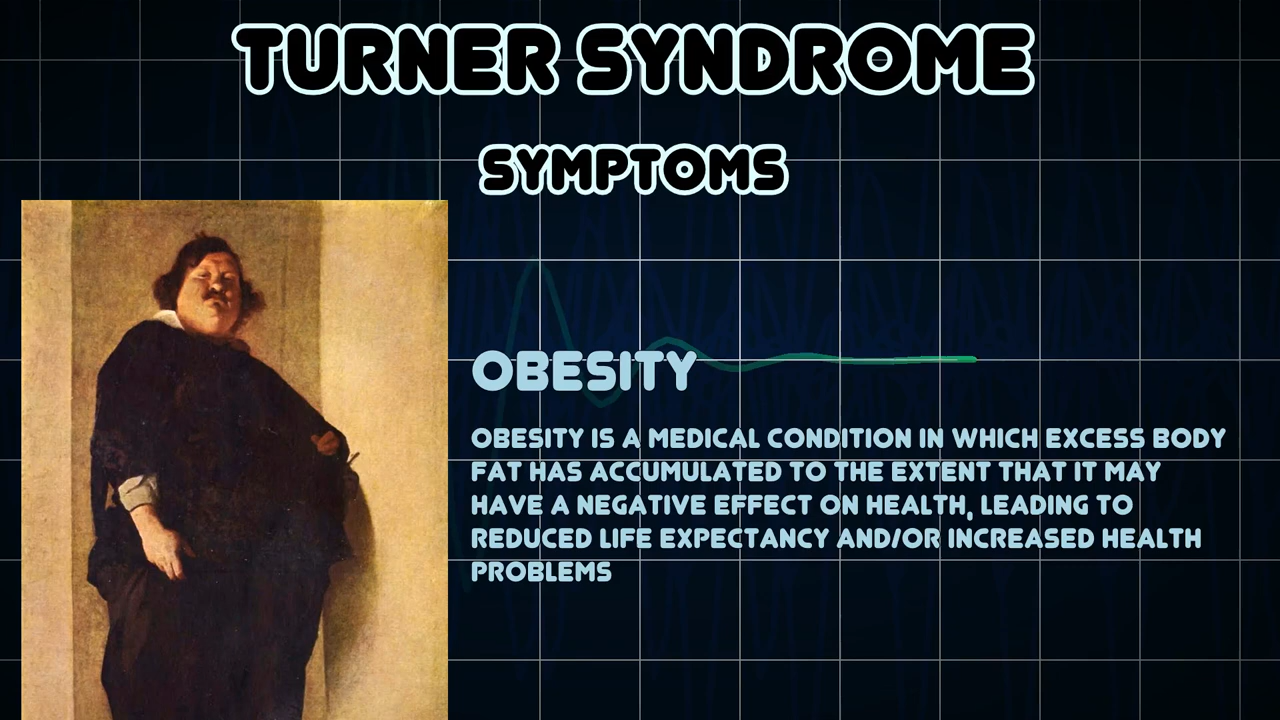 TURNER SYNDROME
SYMPTOMS
OBESITY
OBESITY IS A MEDICAL CONDITION IN WHICH EXCESS BODY
FAT HAS ACCUMULATED TO THE EXTENT THAT IT MAY
HAVE A NEGATIVE EFFECT ON HEALTH, LEADING TO
REDUCED LIFE EXPECTANCY AND/OR INCREASED HEALTH
PROBLEMS